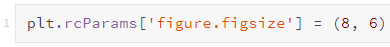 1 plt.rcParams['figure.figsize'] = (8, 6)